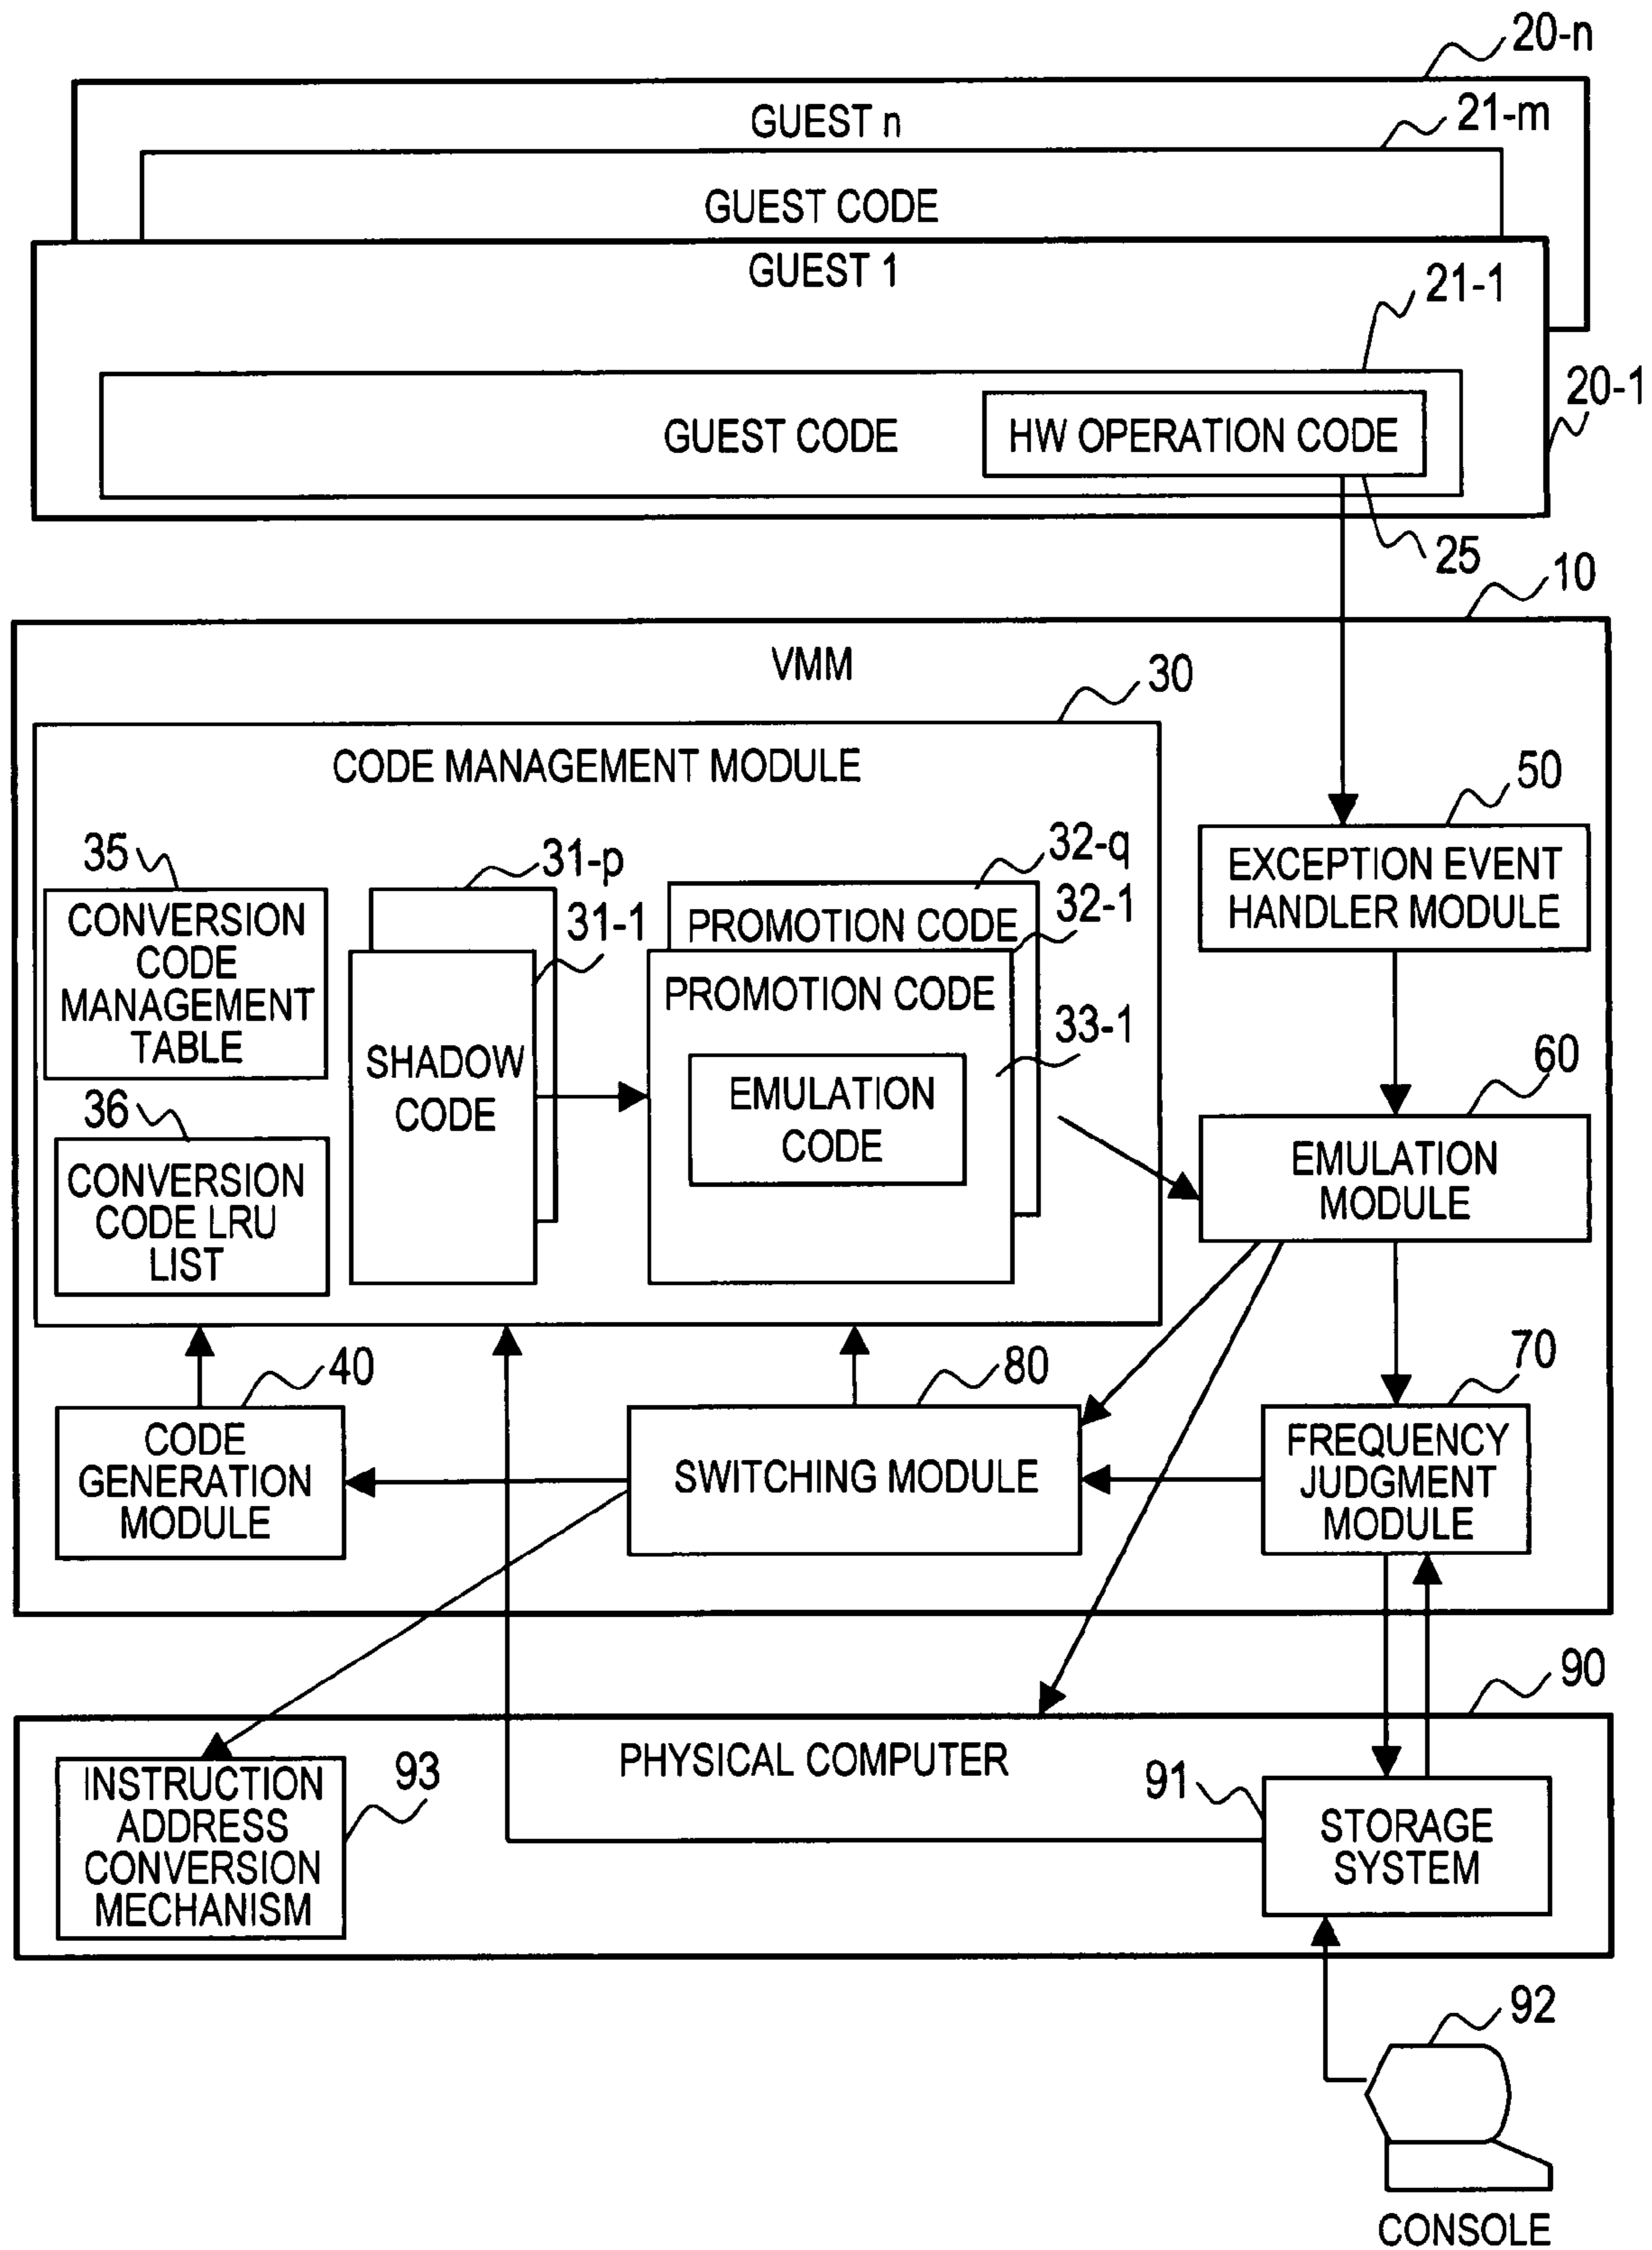 20-n
GUEST n
21-m
GUEST CODE
GUEST 1
21-1
20-1
GUEST CODE
HW OPERATION CODE
25
10
VMM
30
CODE MANAGEMENT MODULE
50
EXCEPTION EVENT
HANDLER MODULE
35
CONVERSION
CODE
MANAGEMENT
TABLE
31-p
31-1
SHADOW
CODE
32-q
PROMOTION CODE
32-1
PROMOTION CODE
33-1
EMULATION
CODE
36
CONVERSION
CODE LRU
LIST
60
EMULATION
MODULE
40
CODE
GENERATION
MODULE
80
SWITCHING MODULE
70
FREQUENCY
JUDGMENT
MODULE
90
PHYSICAL COMPUTER
93
INSTRUCTION
ADDRESS
CONVERSION
MECHANISM
91
STORAGE
SYSTEM
92
CONSOLE